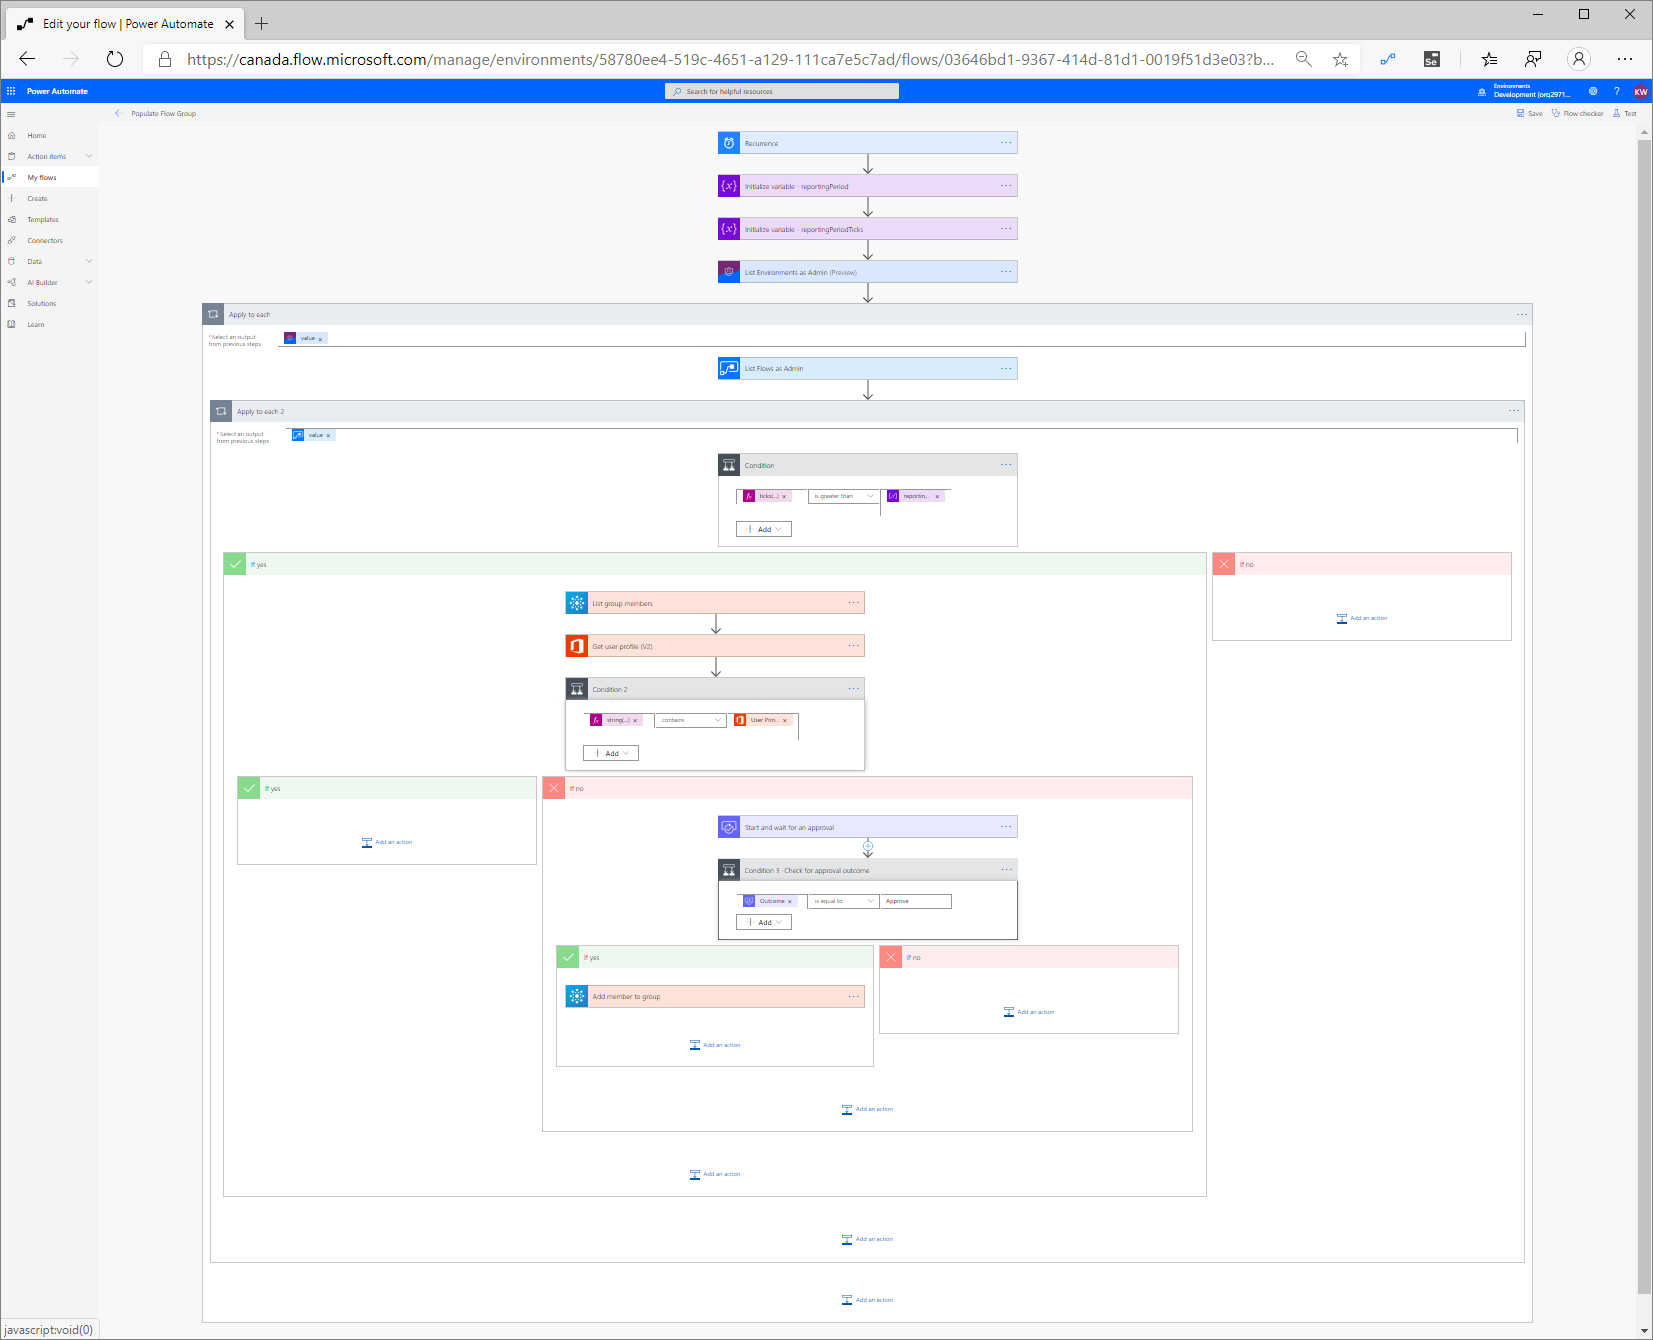 Edit your flow | Power Automate
https://canada.flow.microsoft.com/manage/environments/58780ee4-519c-4651-a129-111ca7e5c7ad/flows/03646bd1-9367-414d-81d1-0019f51d3e03?b...
Se
Power Automate
Search for helpful resources
Environments
Development (org2971...
?
KW
Populate Flow Group
Save
Flow checker
Test
Home
Action items
My flows
Create
Templates
Connectors
Data
AI Builder
Solutions
Learn
Recurrence
{x} Initialize variable - reportingPeriod
{x} Initialize variable - reportingPeriodTicks
List Environments as Admin (Preview)
Apply to each
*Select an output
from previous steps
value x
List Flows as Admin
Apply to each 2
*Select an output
from previous steps
value x
Condition
fx ticks(...) x
is greater than
{x} reportin... x
+ Add
If yes
If no
Add an action
List group members
Get user profile (V2)
Condition 2
fx string(...) x
contains
User Prin... x
+ Add
If yes
Add an action
If no
Start and wait for an approval
Condition 3 - Check for approval outcome
Outcome x
is equal to
Approve
+ Add
If yes
Add member to group
Add an action
If no
Add an action
Add an action
Add an action
Add an action
Add an action
javascript:void(0)